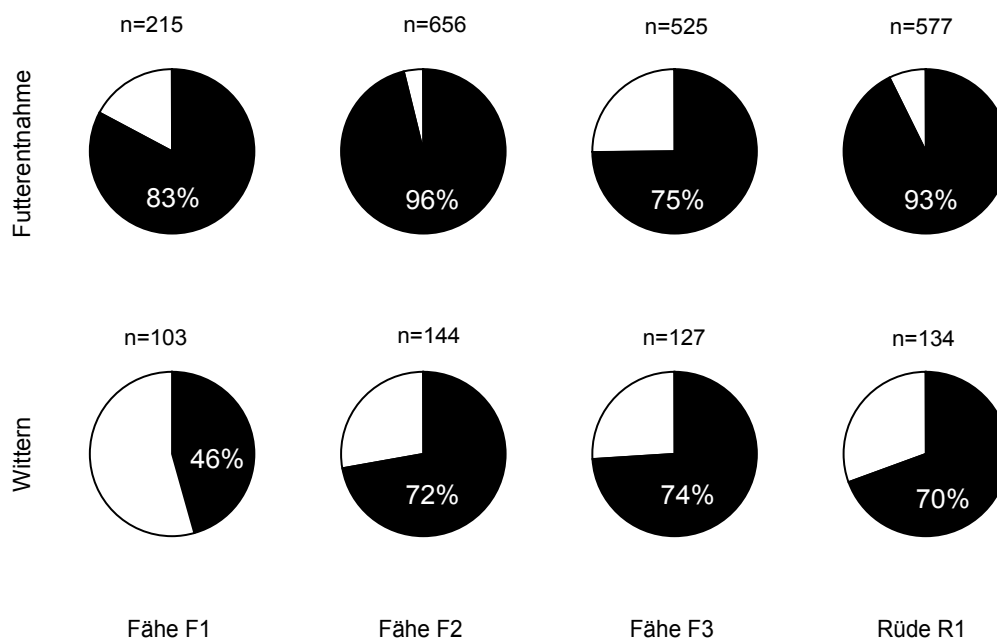 n=215 n=656 n=525 n=577
Futterentnahme
83% 96% 75% 93%
n=103 n=144 n=127 n=134
Wittern
46% 72% 74% 70%
Fähe F1 Fähe F2 Fähe F3 Rüde R1